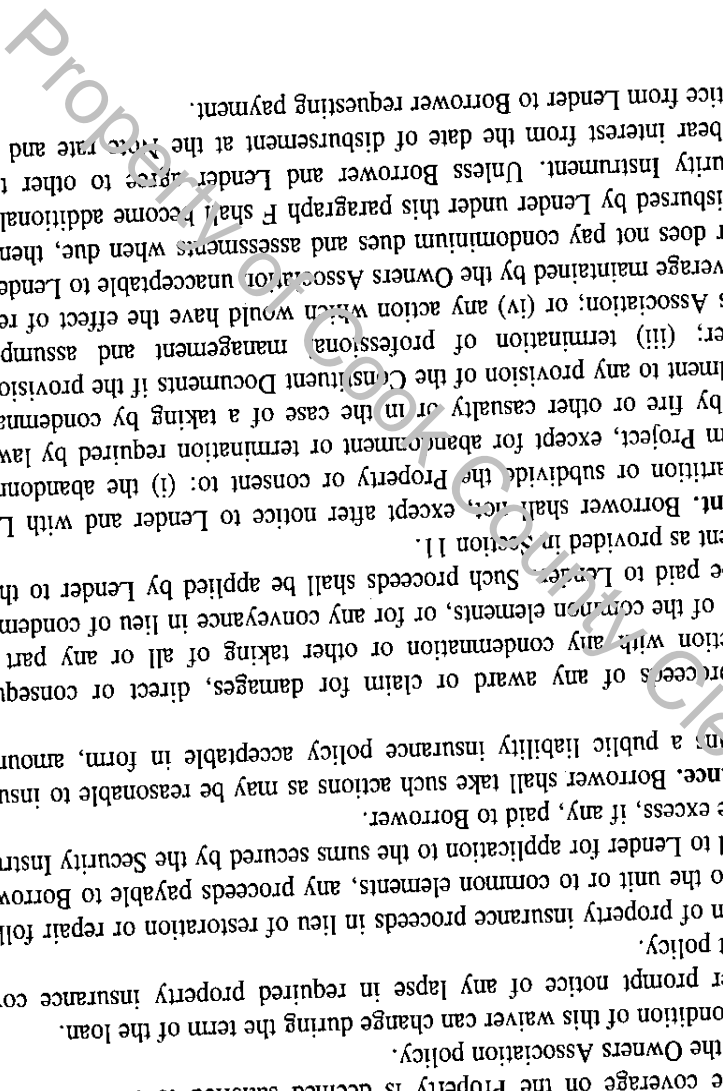 e coverage on the Property is deemed satisfied
the Owners Association policy.
ondition of this waiver can change during the term of the loan.
er prompt notice of any lapse in required property insurance co
t policy.
n of property insurance proceeds in lieu of restoration or repair foll
o the unit or to common elements, any proceeds payable to Borrow
l to Lender for application to the sums secured by the Security Instr
e excess, if any, paid to Borrower.
ance. Borrower shall take such actions as may be reasonable to insu
ns a public liability insurance policy acceptable in form, amoun
oceeds of any award or claim for damages, direct or consequ
ction with any condemnation or other taking of all or any part
of the common elements, or for any conveyance in lieu of condem
e paid to Lender. Such proceeds shall be applied by Lender to th
ent as provided in Section 11.
nt. Borrower shall not, except after notice to Lender and with L
artition or subdivide the Property or consent to: (i) the abandonm
m Project, except for abandonment or termination required by law
by fire or other casualty or in the case of a taking by condemna
lment to any provision of the Constituent Documents if the provisio
er; (iii) termination of professional management and assump
s Association; or (iv) any action which would have the effect of re
verage maintained by the Owners Association unacceptable to Lende
r does not pay condominium dues and assessments when due, then
isbursed by Lender under this paragraph F shall become additional
urity Instrument. Unless Borrower and Lender agree to other t
bear interest from the date of disbursement at the Note rate and
tice from Lender to Borrower requesting payment.
Property of Cook County Cle